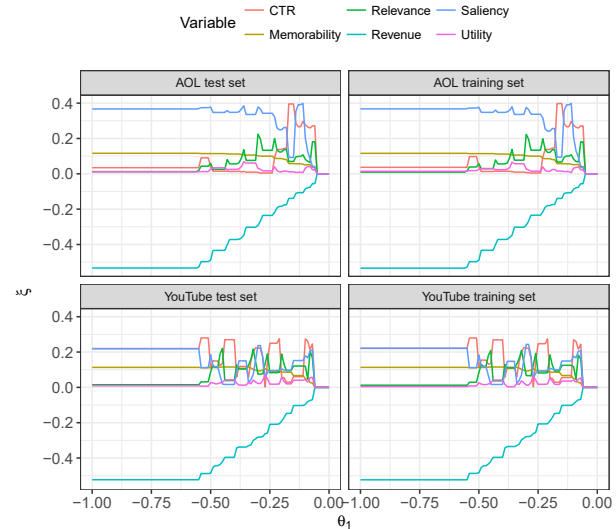 Variable
CTR Relevance Saliency
Memorability Revenue Utility
AOL test set AOL training set
0.4
0.2
0.0
−0.2
−0.4
YouTube test set YouTube training set
0.4
0.2
0.0
−0.2
−0.4
−1.00 −0.75 −0.50 −0.25 0.00 −1.00 −0.75 −0.50 −0.25 0.00
θ1